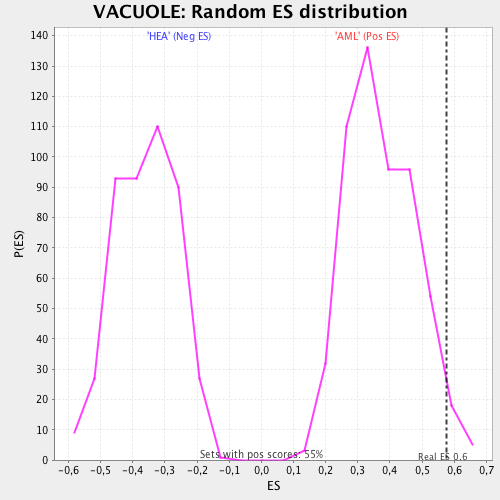 VACUOLE: Random ES distribution
'HEA' (Neg ES) 'AML' (Pos ES)
140
130
120
110
100
90
80
70
60
50
40
30
20
10
0
P(ES)
Sets with pos scores: 55%
Real ES 0.6
-0,6 -0,5 -0,4 -0,3 -0,2 -0,1 0,0 0,1 0,2 0,3 0,4 0,5 0,6 0,7
ES